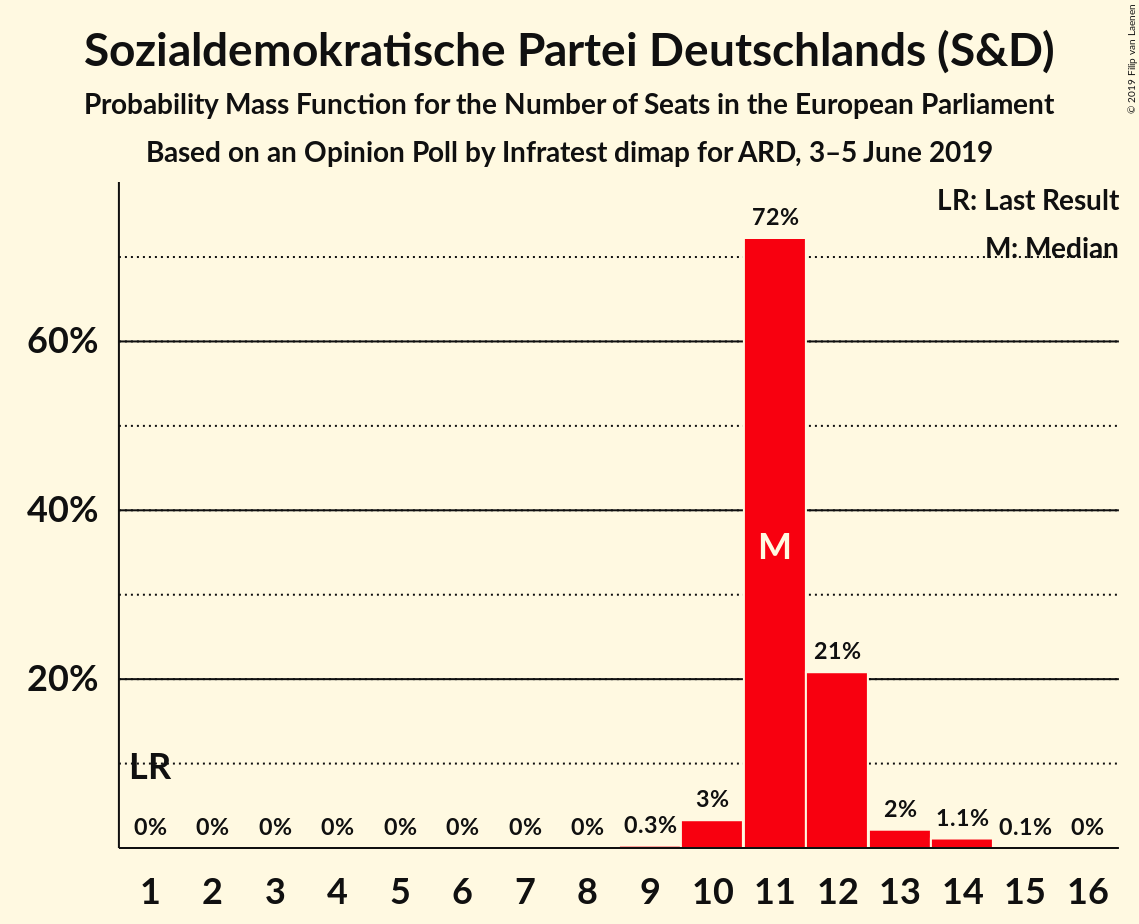 Sozialdemokratische Partei Deutschlands (S&D)
Probability Mass Function for the Number of Seats in the European Parliament
Based on an Opinion Poll by Infratest dimap for ARD, 3–5 June 2019
© 2019 Filip van Laenen
LR: Last Result
M: Median
72%
60%
40%
M
21%
20%
LR
0% 0% 0% 0% 0% 0% 0% 0% 0.3% 3% 2% 1.1% 0.1% 0%
1 2 3 4 5 6 7 8 9 10 11 12 13 14 15 16